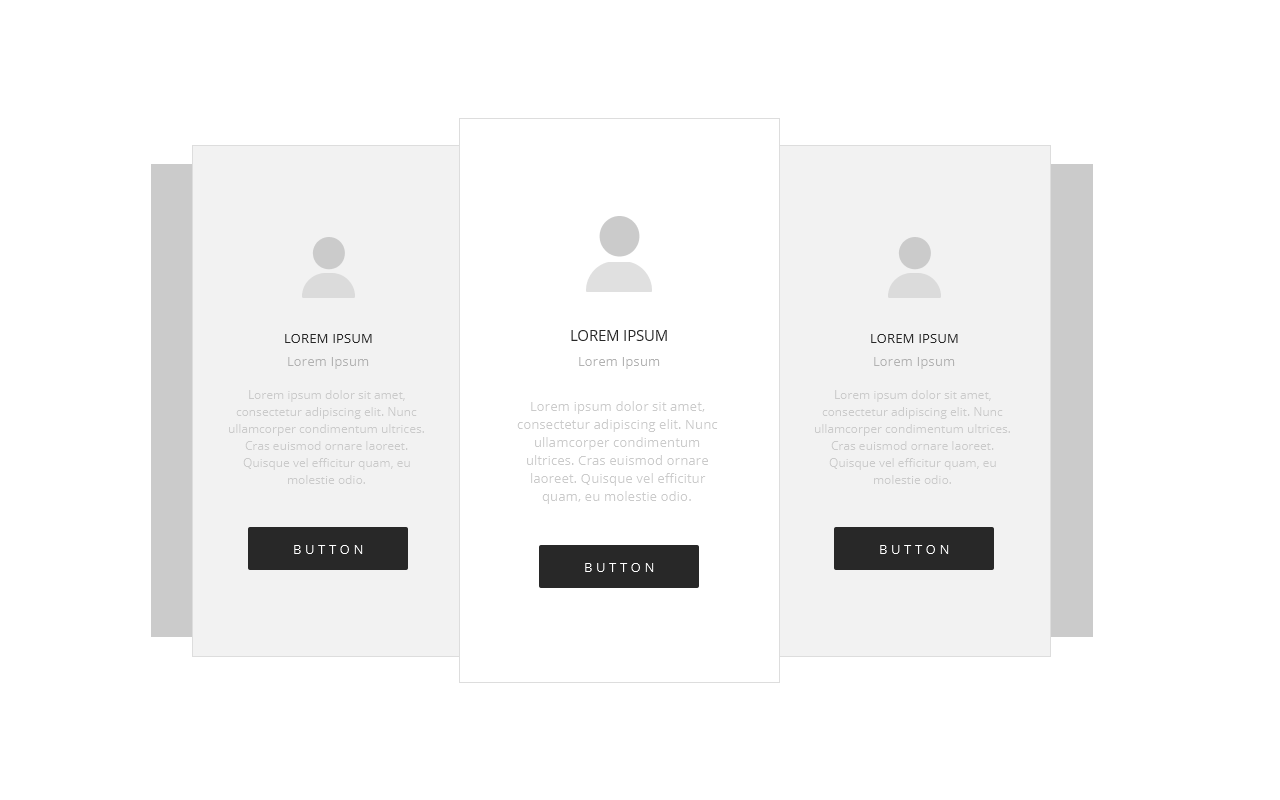 LOREM IPSUM
Lorem Ipsum
Lorem ipsum dolor sit amet,
consectetur adipiscing elit. Nunc
ullamcorper condimentum ultrices.
Cras euismod ornare laoreet.
Quisque vel efficitur quam, eu
molestie odio.
BUTTON
LOREM IPSUM
Lorem Ipsum
Lorem ipsum dolor sit amet,
consectetur adipiscing elit. Nunc
ullamcorper condimentum
ultrices. Cras euismod ornare
laoreet. Quisque vel efficitur
quam, eu molestie odio.
BUTTON
LOREM IPSUM
Lorem Ipsum
Lorem ipsum dolor sit amet,
consectetur adipiscing elit. Nunc
ullamcorper condimentum ultrices.
Cras euismod ornare laoreet.
Quisque vel efficitur quam, eu
molestie odio.
BUTTON